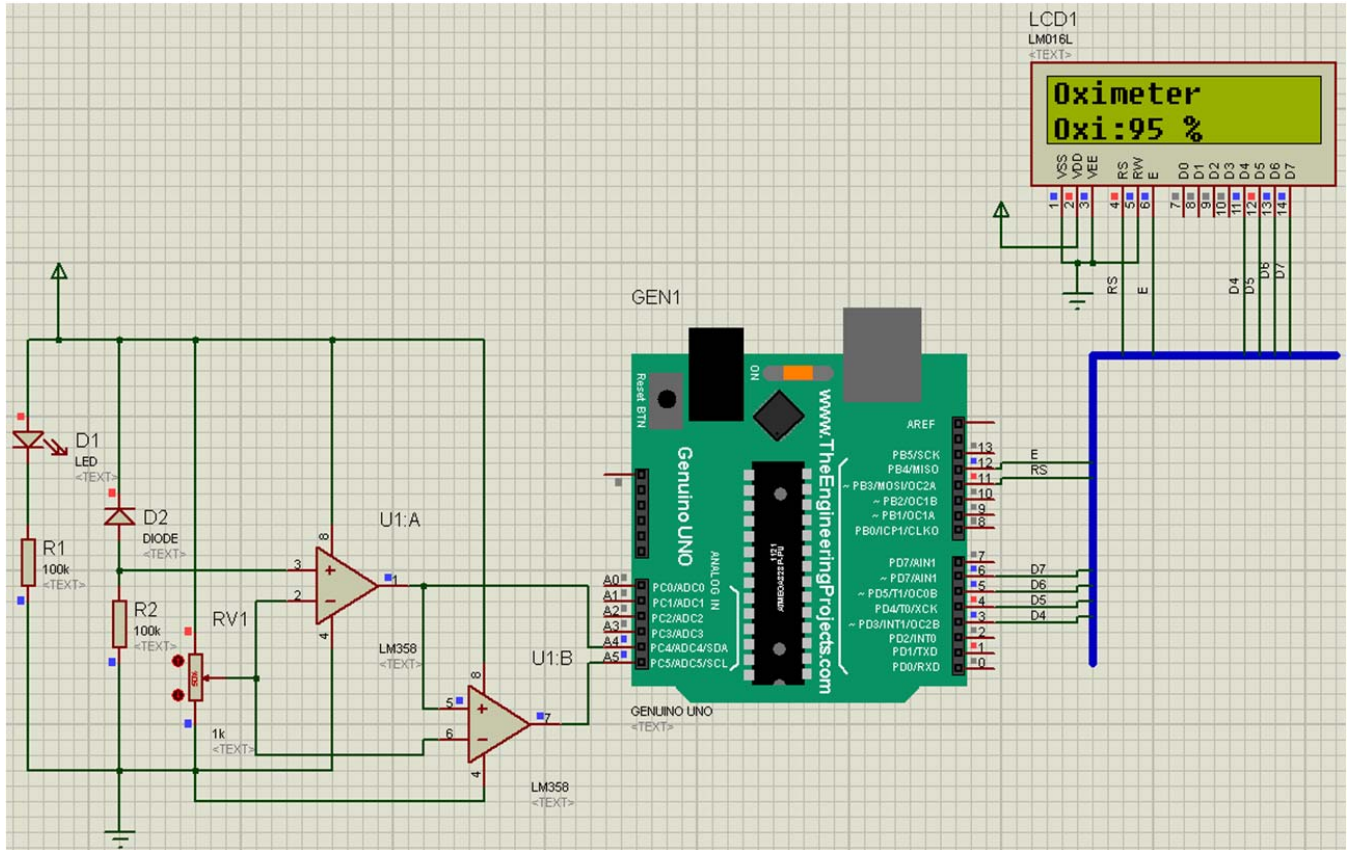 LCD1
LM016L
<TEXT>
Oximeter
Oxi:95 %
VSS
VDD
VEE
RS
RW
E
D0
D1
D2
D3
D4
D5
D6
D7
1
2
3
4
5
6
7
8
9
10
11
12
13
14
RS
E
D4
D5
D6
D7
GEN1
Reset BTN
ON
Genuino UNO
www.TheEngineeringProjects.com
ANALOG IN
AREF
PB5/SCK
13
PB4/MISO
12
E
~ PB3/MOSI/OC2A
11
RS
~ PB2/OC1B
10
~ PB1/OC1A
9
PB0/ICP1/CLKO
8
PD7/AIN1
7
~ PD7/AIN1
6
D7
~ PD5/T1/OC0B
5
D6
PD4/T0/XCK
4
D5
~ PD3/INT1/OC2B
3
D4
PD2/INT0
2
PD1/TXD
1
PD0/RXD
0
A0
PC0/ADC0
A1
PC1/ADC1
A2
PC2/ADC2
A3
PC3/ADC3
A4
PC4/ADC4/SDA
A5
PC5/ADC5/SCL
GENUINO UNO
<TEXT>
D1
LED
<TEXT>
D2
DIODE
<TEXT>
R1
100k
<TEXT>
R2
100k
<TEXT>
RV1
1k
<TEXT>
U1:A
8
3
2
1
4
LM358
<TEXT>
U1:B
8
5
6
7
4
LM358
<TEXT>